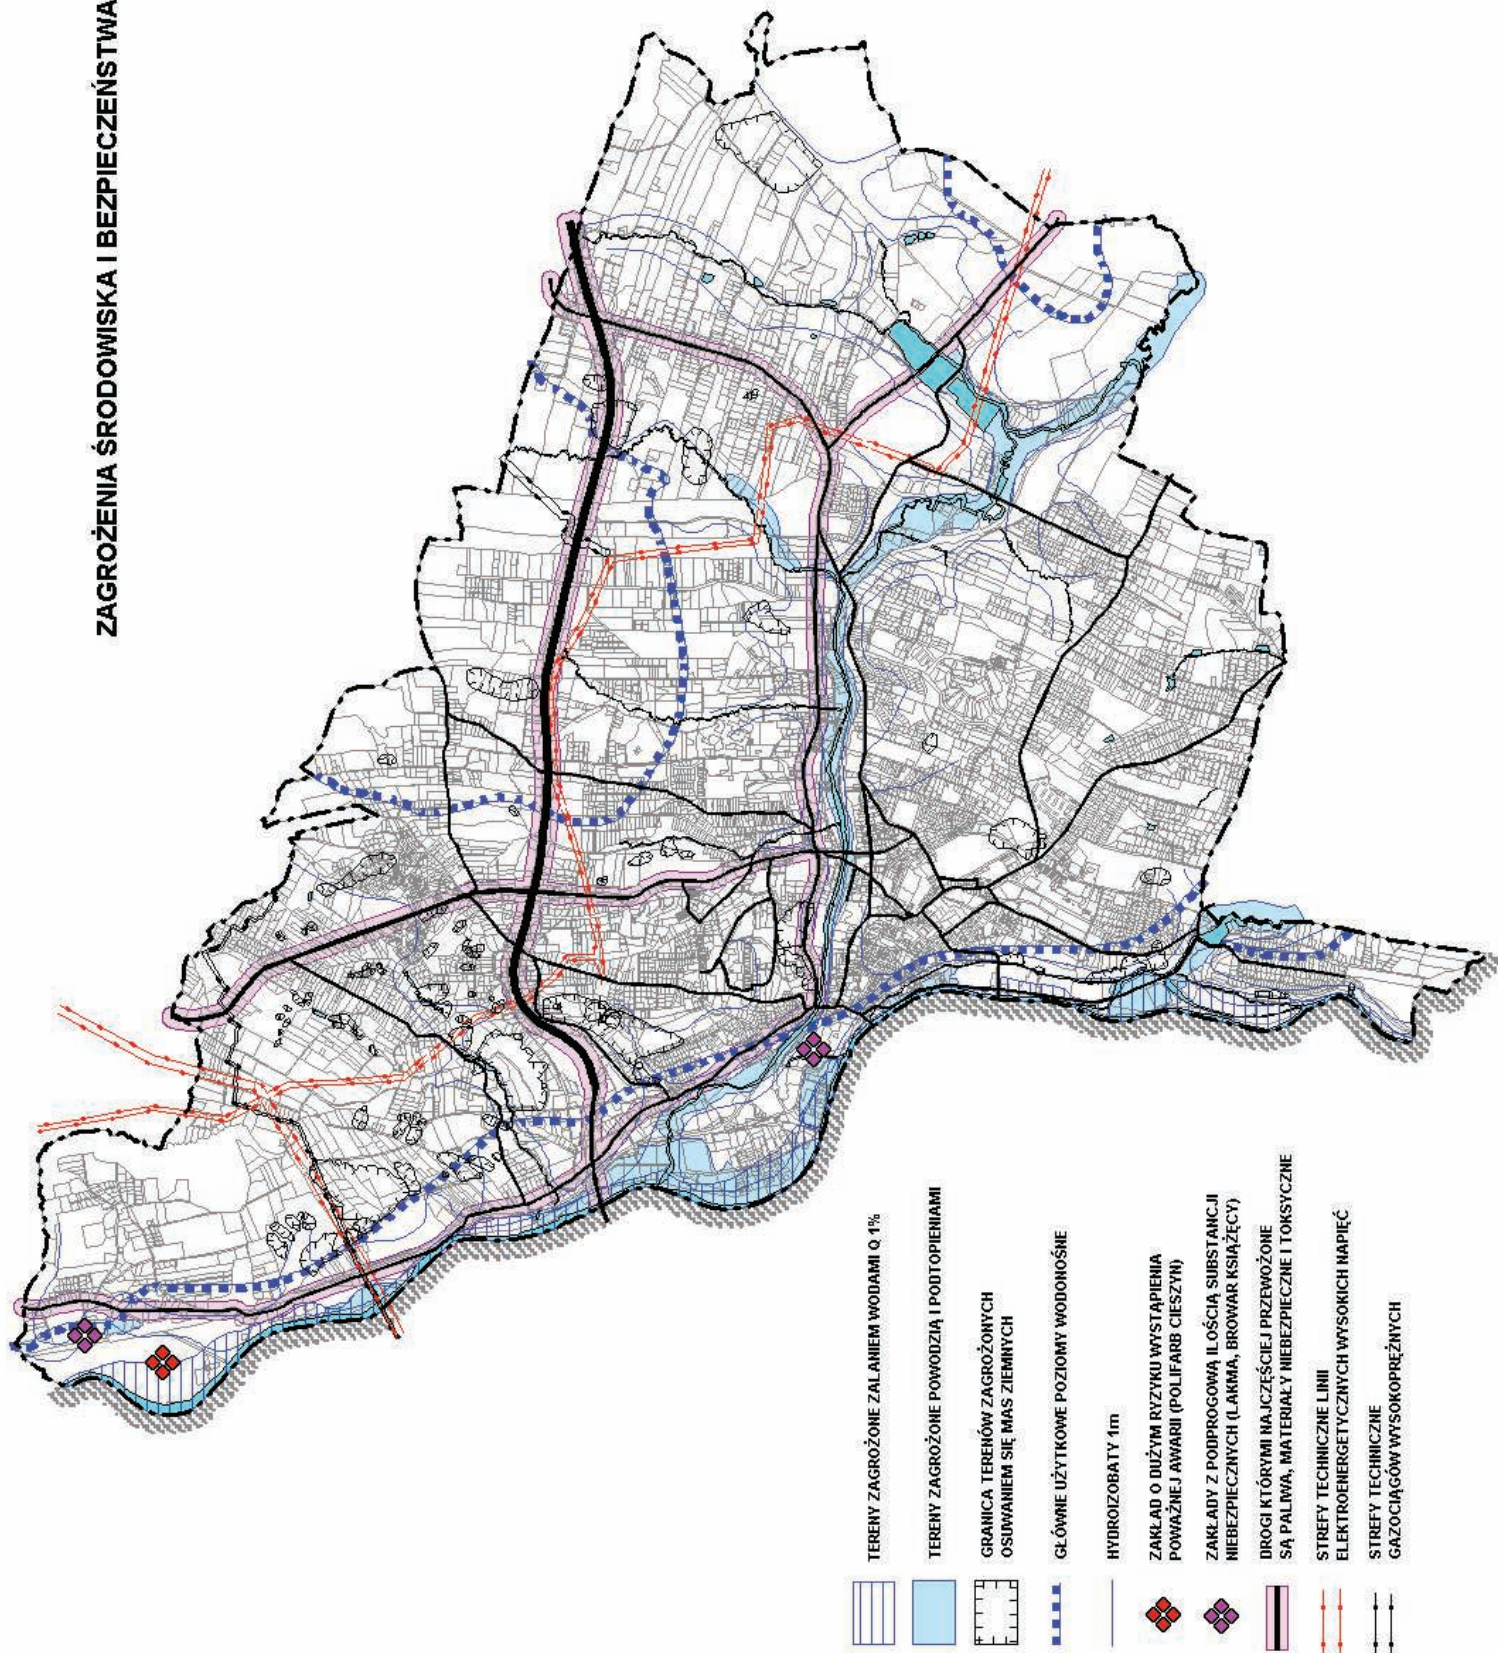 ZAGROŻENIA ŚRODOWISKA I BEZPIECZEŃSTWA
TERENY ZAGROŻONE ZALANIEM WODAMI Q 1%
TERENY ZAGROŻONE POWODZIĄ I PODTOPIENIAMI
GRANICA TERENÓW ZAGROŻONYCH
OSUWANIEM SIĘ MAS ZIEMNYCH
GŁÓWNE UŻYTKOWE POZIOMY WODONOŚNE
HYDROIZOBATY 1m
ZAKŁAD O DUŻYM RYZYKU WYSTĄPIENIA
POWAŻNEJ AWARII (POLIFARB CIESZYN)
ZAKŁADY Z PODPROGOWĄ ILOŚCIĄ SUBSTANCJI
NIEBEZPIECZNYCH (LAKMA, BROWAR KSIĄŻĘCY)
DROGI KTÓRYMI NAJCZĘŚCIEJ PRZEWOŻONE
SĄ PALIWA, MATERIAŁY NIEBEZPIECZNE I TOKSYCZNE
STREFY TECHNICZNE LINII
ELEKTROENERGETYCZNYCH WYSOKICH NAPIĘĆ
STREFY TECHNICZNE
GAZOCIĄGÓW WYSOKOPRĘŻNYCH